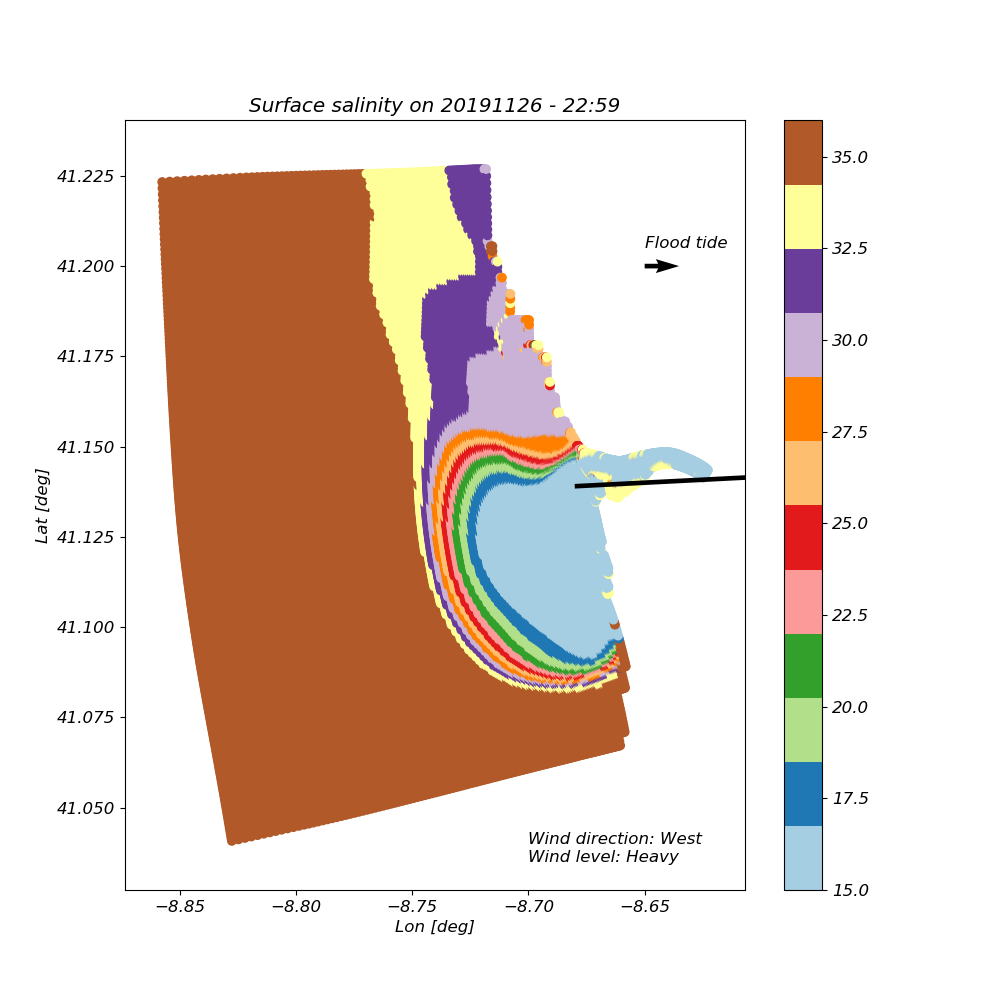 Surface salinity on 20191126 - 22:59
41.225
41.200
41.175
41.150
41.125
41.100
41.075
41.050
Lat [deg]
Flood tide
Wind direction: West
Wind level: Heavy
−8.85 −8.80 −8.75 −8.70 −8.65
Lon [deg]
35.0
32.5
30.0
27.5
25.0
22.5
20.0
17.5
15.0